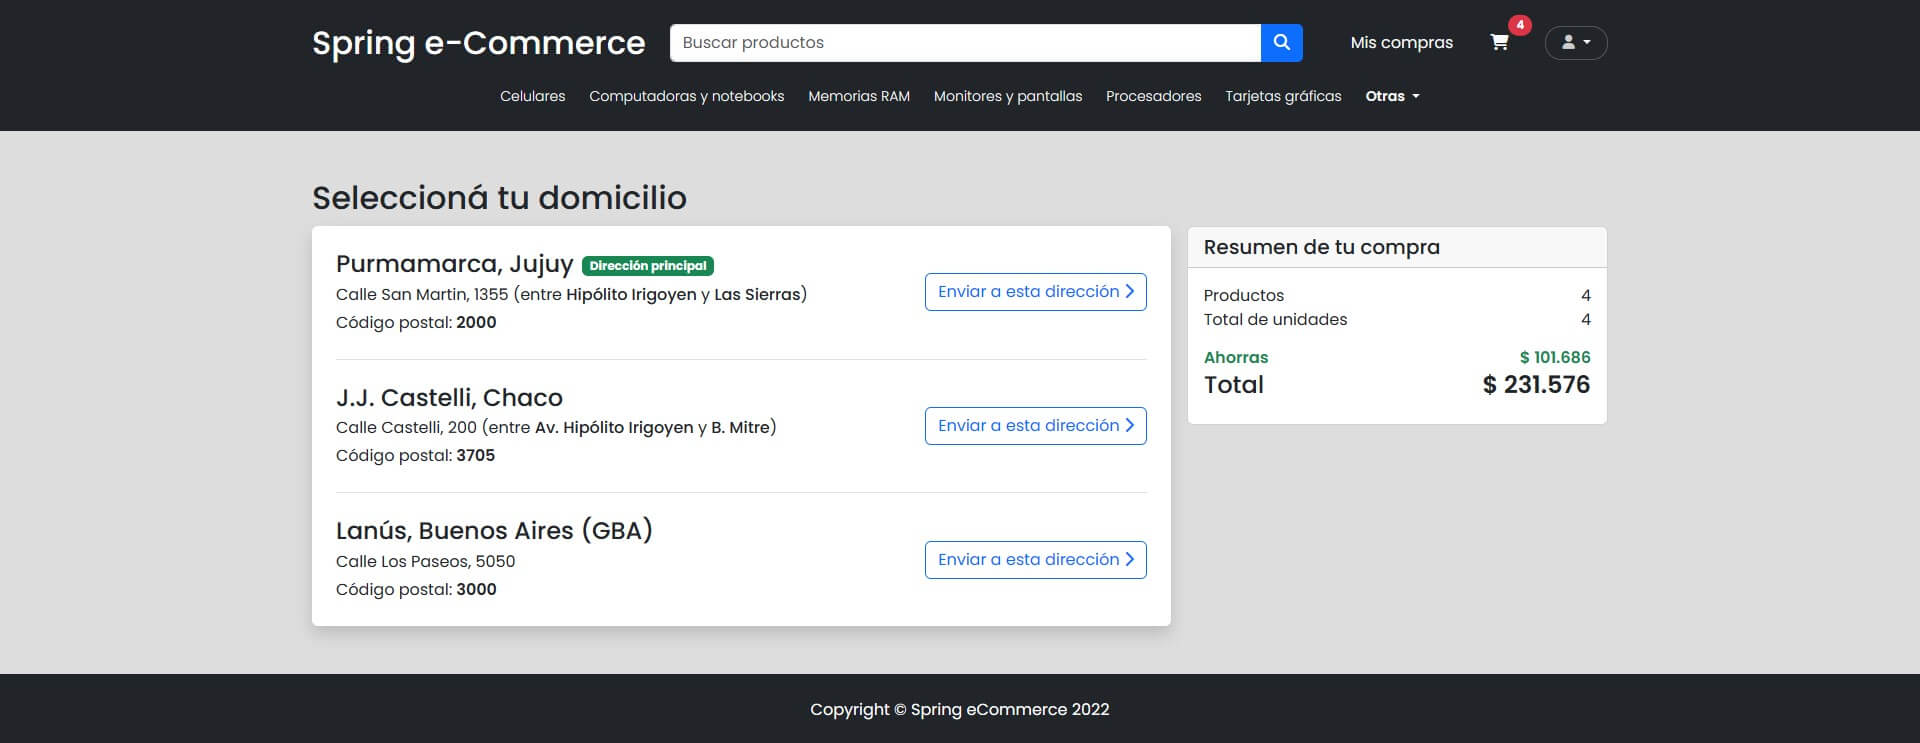 Spring e-Commerce
Buscar productos
Mis compras
4
Celulares Computadoras y notebooks Memorias RAM Monitores y pantallas Procesadores Tarjetas gráficas Otras
Seleccioná tu domicilio
Purmamarca, Jujuy Dirección principal
Calle San Martin, 1355 (entre Hipólito Irigoyen y Las Sierras)
Código postal: 2000
Enviar a esta dirección
J.J. Castelli, Chaco
Calle Castelli, 200 (entre Av. Hipólito Irigoyen y B. Mitre)
Código postal: 3705
Enviar a esta dirección
Lanús, Buenos Aires (GBA)
Calle Los Paseos, 5050
Código postal: 3000
Enviar a esta dirección
Resumen de tu compra
Productos 4
Total de unidades 4
Ahorras $ 101.686
Total $ 231.576
Copyright © Spring eCommerce 2022